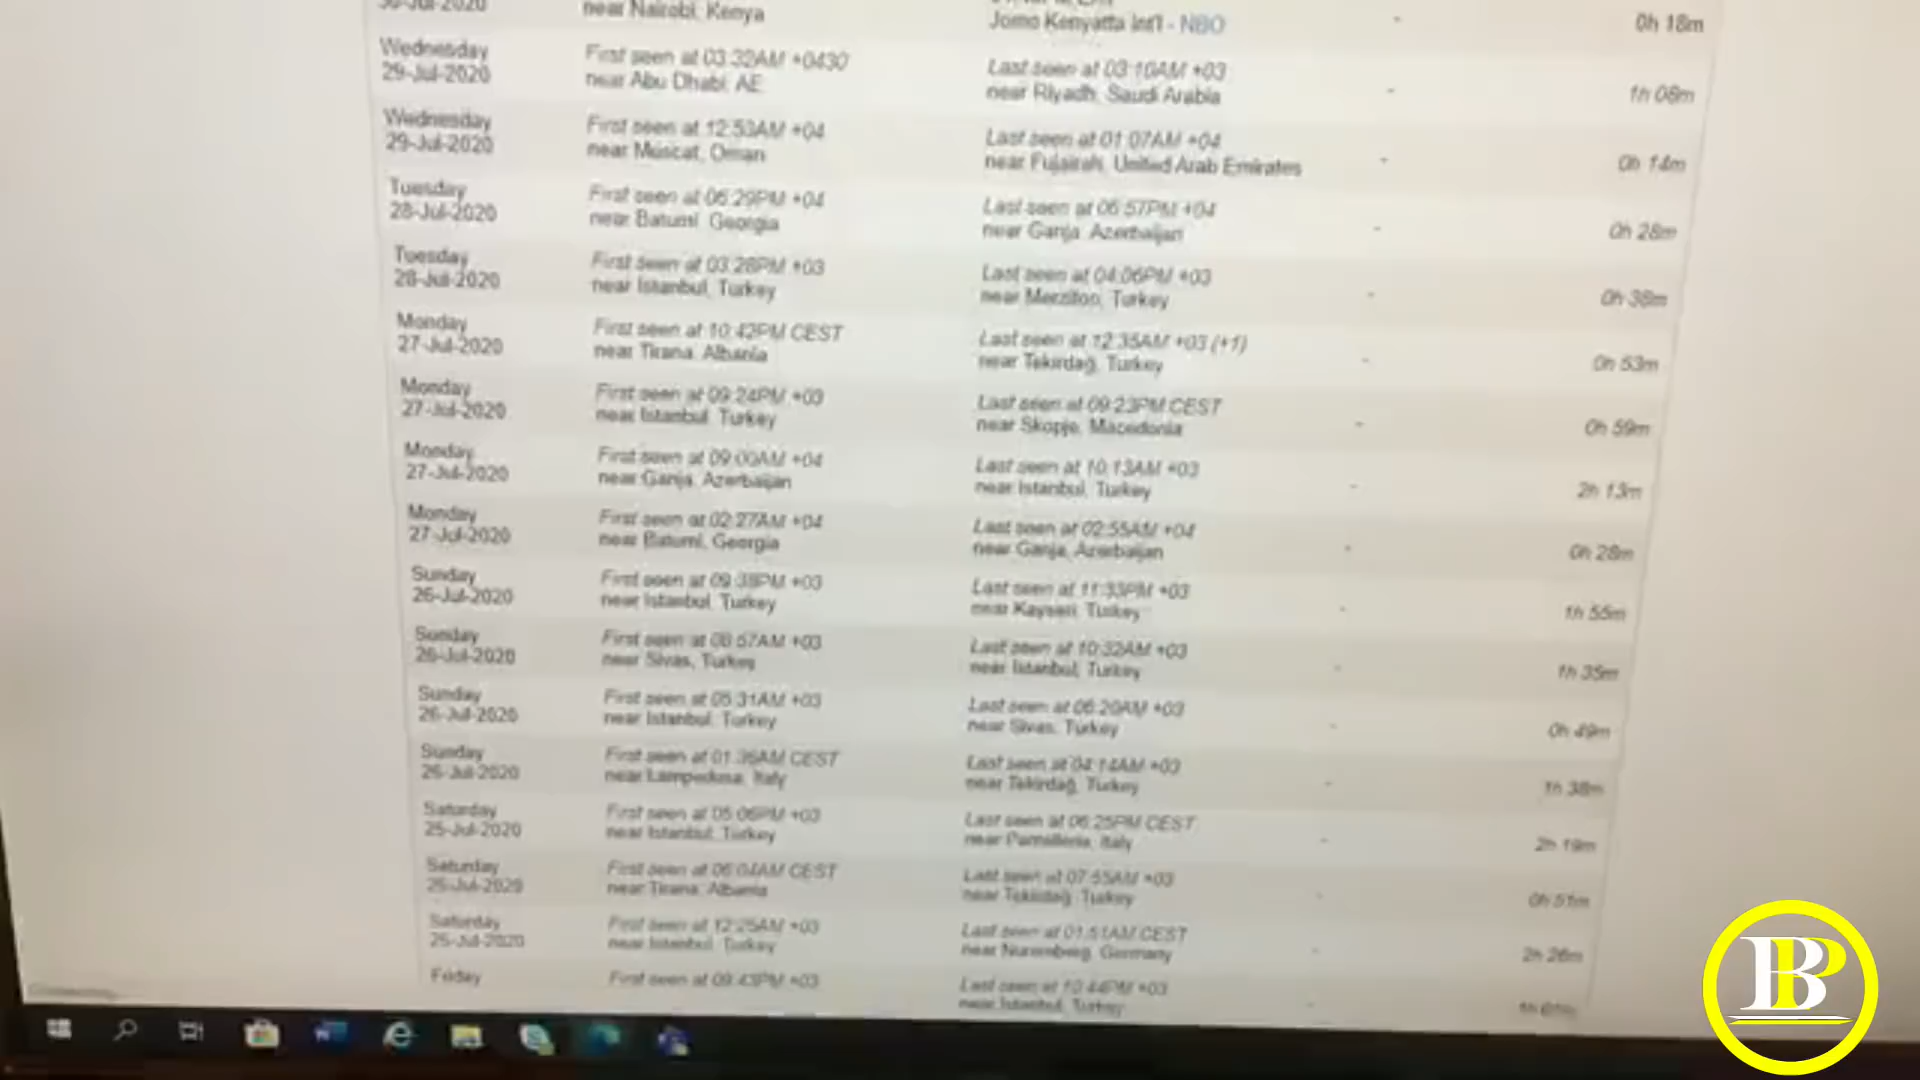 30-Jul-2020
near Nairobi, Kenya
Jomo Kenyatta Int'l - NBO
-
0h 18m
Wednesday
29-Jul-2020
First seen at 03:32AM +0430
near Abu Dhabi, AE
Last seen at 03:10AM +03
near Riyadh, Saudi Arabia
-
1h 08m
Wednesday
29-Jul-2020
First seen at 12:53AM +04
near Muscat, Oman
Last seen at 01:07AM +04
near Fujairah, United Arab Emirates
-
0h 14m
Tuesday
28-Jul-2020
First seen at 06:29PM +04
near Batumi, Georgia
Last seen at 06:57PM +04
near Ganja, Azerbaijan
-
0h 28m
Tuesday
28-Jul-2020
First seen at 03:28PM +03
near Istanbul, Turkey
Last seen at 04:06PM +03
near Merzifon, Turkey
-
0h 38m
Monday
27-Jul-2020
First seen at 10:42PM CEST
near Tirana, Albania
Last seen at 12:35AM +03 (+1)
near Tekirdağ, Turkey
-
0h 53m
Monday
27-Jul-2020
First seen at 09:24PM +03
near Istanbul, Turkey
Last seen at 09:23PM CEST
near Skopje, Macedonia
-
0h 59m
Monday
27-Jul-2020
First seen at 09:00AM +04
near Ganja, Azerbaijan
Last seen at 10:13AM +03
near Istanbul, Turkey
-
2h 13m
Monday
27-Jul-2020
First seen at 02:27AM +04
near Batumi, Georgia
Last seen at 02:55AM +04
near Ganja, Azerbaijan
-
0h 28m
Sunday
26-Jul-2020
First seen at 09:38PM +03
near Istanbul, Turkey
Last seen at 11:33PM +03
near Kayseri, Turkey
-
1h 55m
Sunday
26-Jul-2020
First seen at 08:57AM +03
near Sivas, Turkey
Last seen at 10:32AM +03
near Istanbul, Turkey
-
1h 35m
Sunday
26-Jul-2020
First seen at 05:31AM +03
near Istanbul, Turkey
Last seen at 06:20AM +03
near Sivas, Turkey
-
0h 49m
Sunday
26-Jul-2020
First seen at 01:36AM CEST
near Lampedusa, Italy
Last seen at 04:14AM +03
near Tekirdağ, Turkey
-
1h 38m
Saturday
25-Jul-2020
First seen at 05:06PM +03
near Istanbul, Turkey
Last seen at 06:25PM CEST
near Pantelleria, Italy
-
2h 19m
Saturday
25-Jul-2020
First seen at 06:04AM CEST
near Tirana, Albania
Last seen at 07:55AM +03
near Tekirdağ, Turkey
-
0h 51m
Saturday
25-Jul-2020
First seen at 12:25AM +03
near Istanbul, Turkey
Last seen at 01:51AM CEST
near Nuremberg, Germany
-
2h 26m
Friday
First seen at 09:43PM +03
Last seen at 10:44PM +03
near Istanbul, Turkey
-
1h 01m
BP